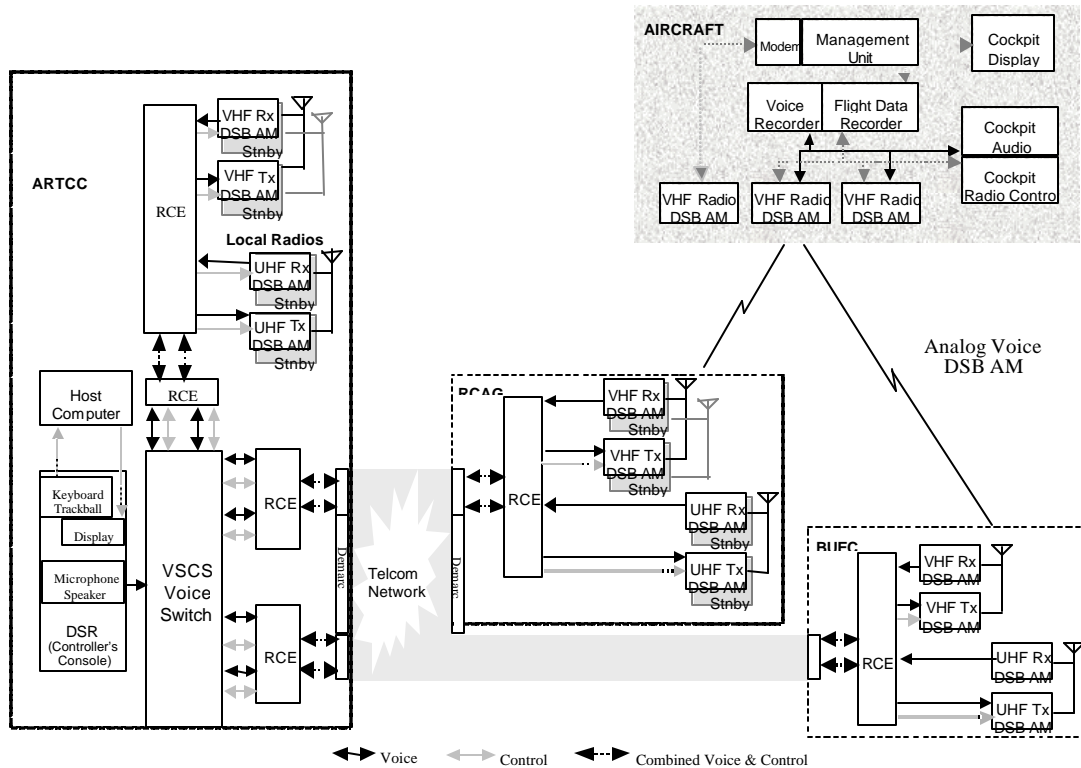 AIRCRAFT
Modem
Management
Unit
Cockpit
Display
Voice
Recorder
Flight Data
Recorder
Cockpit
Audio
Cockpit
Radio Control
VHF Radio
DSB AM
VHF Radio
DSB AM
VHF Radio
DSB AM
ARTCC
RCE
VHF Rx
DSB AM
Stnby
VHF Tx
DSB AM
Stnby
Local Radios
UHF Rx
DSB AM
Stnby
UHF Tx
DSB AM
Stnby
RCE
Host
Computer
Keyboard
Trackball
Display
Microphone
Speaker
DSR
(Controller's
Console)
VSCS
Voice
Switch
RCE
RCE
Demarc
Telcom
Network
Demarc
RCAG
RCE
VHF Rx
DSB AM
Stnby
VHF Tx
DSB AM
Stnby
UHF Rx
DSB AM
Stnby
UHF Tx
DSB AM
Stnby
Analog Voice
DSB AM
BUEC
RCE
VHF Rx
DSB AM
VHF Tx
DSB AM
UHF Rx
DSB AM
UHF Tx
DSB AM
Voice
Control
Combined Voice & Control